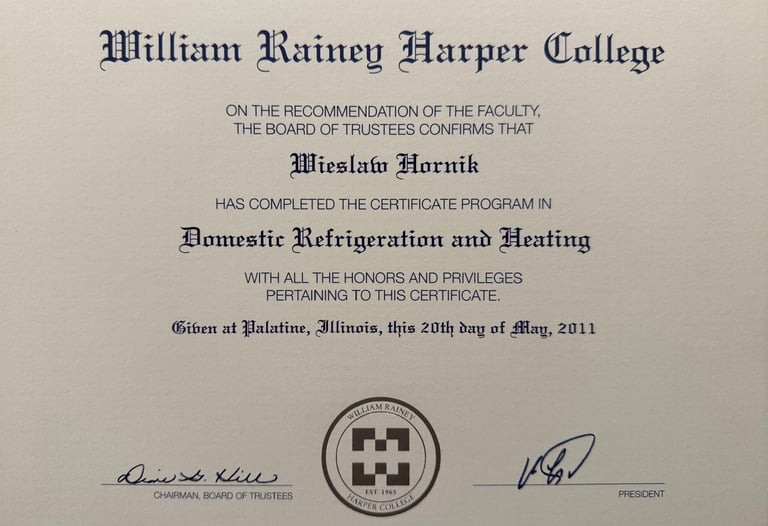 William Rainey Harper College
ON THE RECOMMENDATION OF THE FACULTY,
THE BOARD OF TRUSTEES CONFIRMS THAT
Wieslaw Hornik
HAS COMPLETED THE CERTIFICATE PROGRAM IN
Domestic Refrigeration and Heating
WITH ALL THE HONORS AND PRIVILEGES
PERTAINING TO THIS CERTIFICATE.
Given at Palatine, Illinois, this 20th day of May, 2011
WILLIAM RAINEY
EST. 1965
HARPER COLLEGE
Hill
CHAIRMAN, BOARD OF TRUSTEES
PRESIDENT